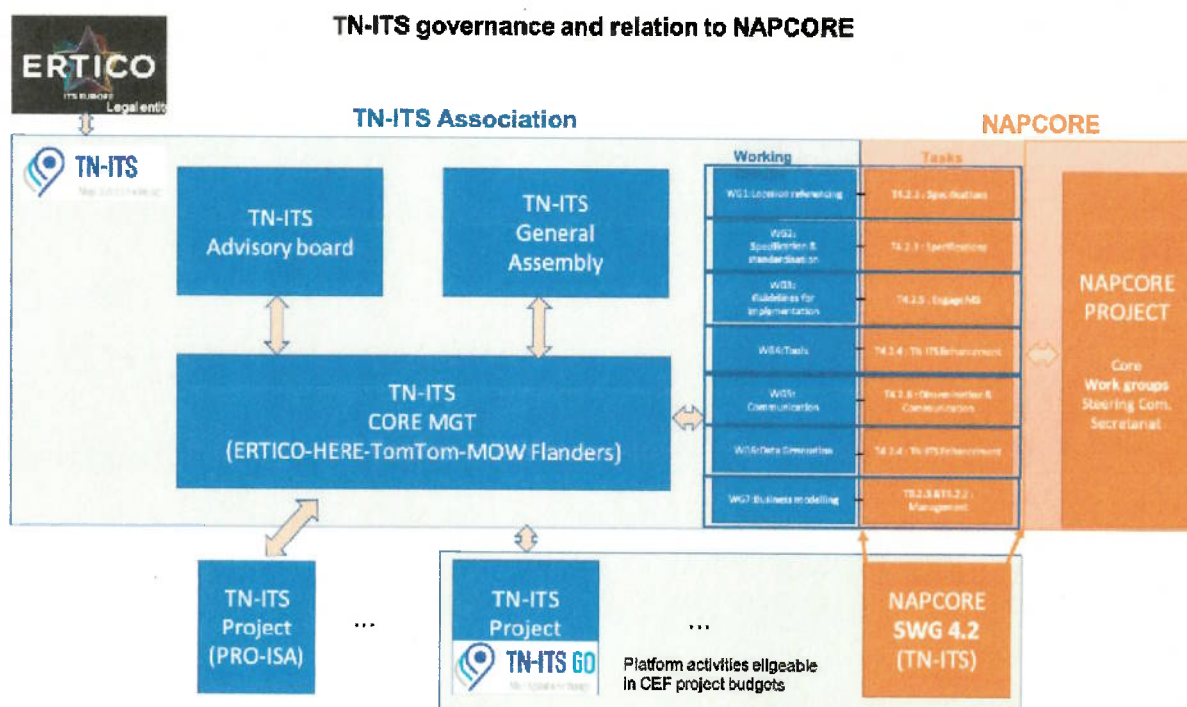 TN-ITS governance and relation to NAPCORE
ERTICO
ITS EUROPE
Legal entit
TN-ITS Association
NAPCORE
TN-ITS
TN-ITS
Advisory board
TN-ITS
General
Assembly
Working
Tasks
WG1: Location referencing
: Specifications
WG2:
Specification &
standardisation
: Specifications
WG3:
Guidelines for
implementation
T4.2.5 : Engage MS
WG4: Tools
T4.2.4 : TN-ITS Enhancement
WG5:
Communication
T4.2.6 : Dissemination &
Communication
WG6: Data Generation
T4.2.4 : TN-ITS Enhancement
WG7: Business modelling
Management
NAPCORE
PROJECT
Core
Work groups
Steering Com.
Secretariat
TN-ITS
CORE MGT
(ERTICO-HERE-TomTom-MOW Flanders)
TN-ITS
Project
(PRO-ISA)
...
TN-ITS
Project
TN-ITS GO
...
Platform activities eligeable
in CEF project budgets
NAPCORE
SWG 4.2
(TN-ITS)